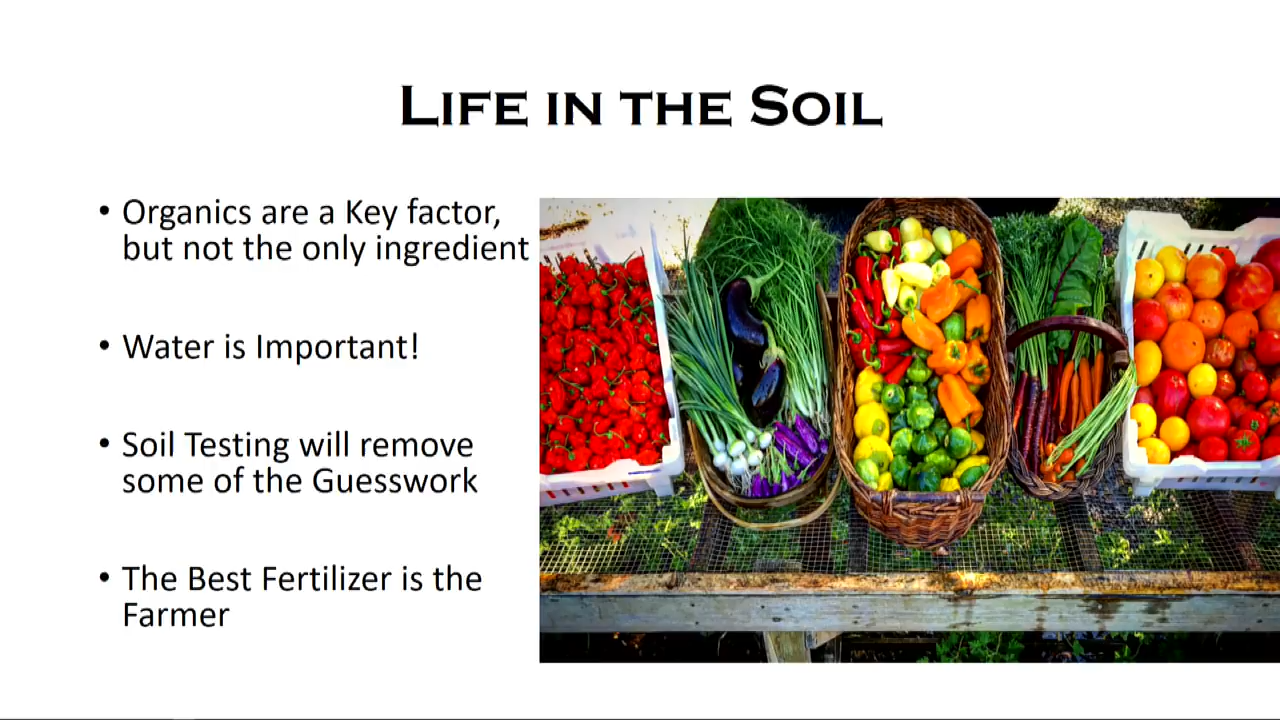 Life in the Soil
• Organics are a Key factor,
but not the only ingredient
• Water is Important!
• Soil Testing will remove
some of the Guesswork
• The Best Fertilizer is the
Farmer